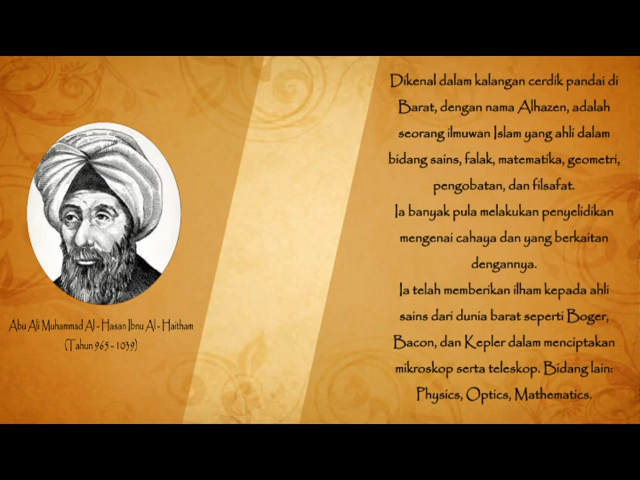 Abu Ali Muhammad Al - Hasan Ibnu Al - Haitham
(Tahun 965 - 1039)
Dikenal dalam kalangan cerdik pandai di
Barat, dengan nama Alhazen, adalah
seorang ilmuwan Islam yang ahli dalam
bidang sains, falak, matematika, geometri,
pengobatan, dan filsafat.
Ia banyak pula melakukan penyelidikan
mengenai cahaya dan yang berkaitan
dengannya.
Ia telah memberikan ilham kepada ahli
sains dari dunia barat seperti Boger,
Bacon, dan Kepler dalam menciptakan
mikroskop serta teleskop. Bidang lain:
Physics, Optics, Mathematics.